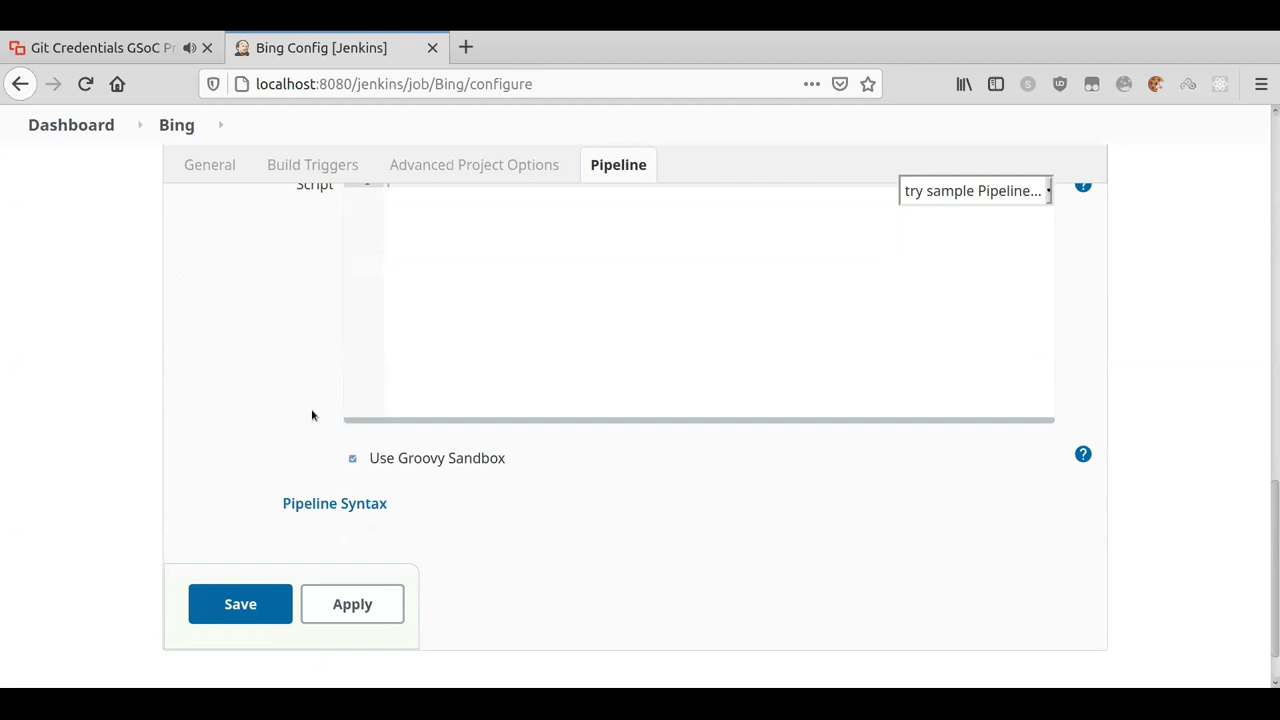 Git Credentials GSoC Pr
Bing Config [Jenkins]
localhost:8080/jenkins/job/Bing/configure
Dashboard
Bing
General
Build Triggers
Advanced Project Options
Pipeline
Script
try sample Pipeline...
?
Use Groovy Sandbox
?
Pipeline Syntax
Save
Apply